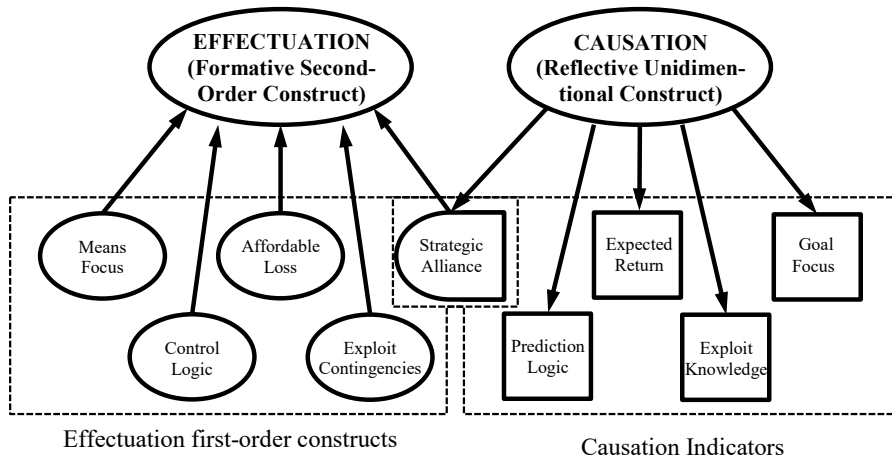 EFFECTUATION
(Formative Second-
Order Construct)
CAUSATION
(Reflective Unidimen-
tional Construct)
Means
Focus
Affordable
Loss
Strategic
Alliance
Expected
Return
Goal
Focus
Control
Logic
Exploit
Contingencies
Prediction
Logic
Exploit
Knowledge
Effectuation first-order constructs
Causation Indicators